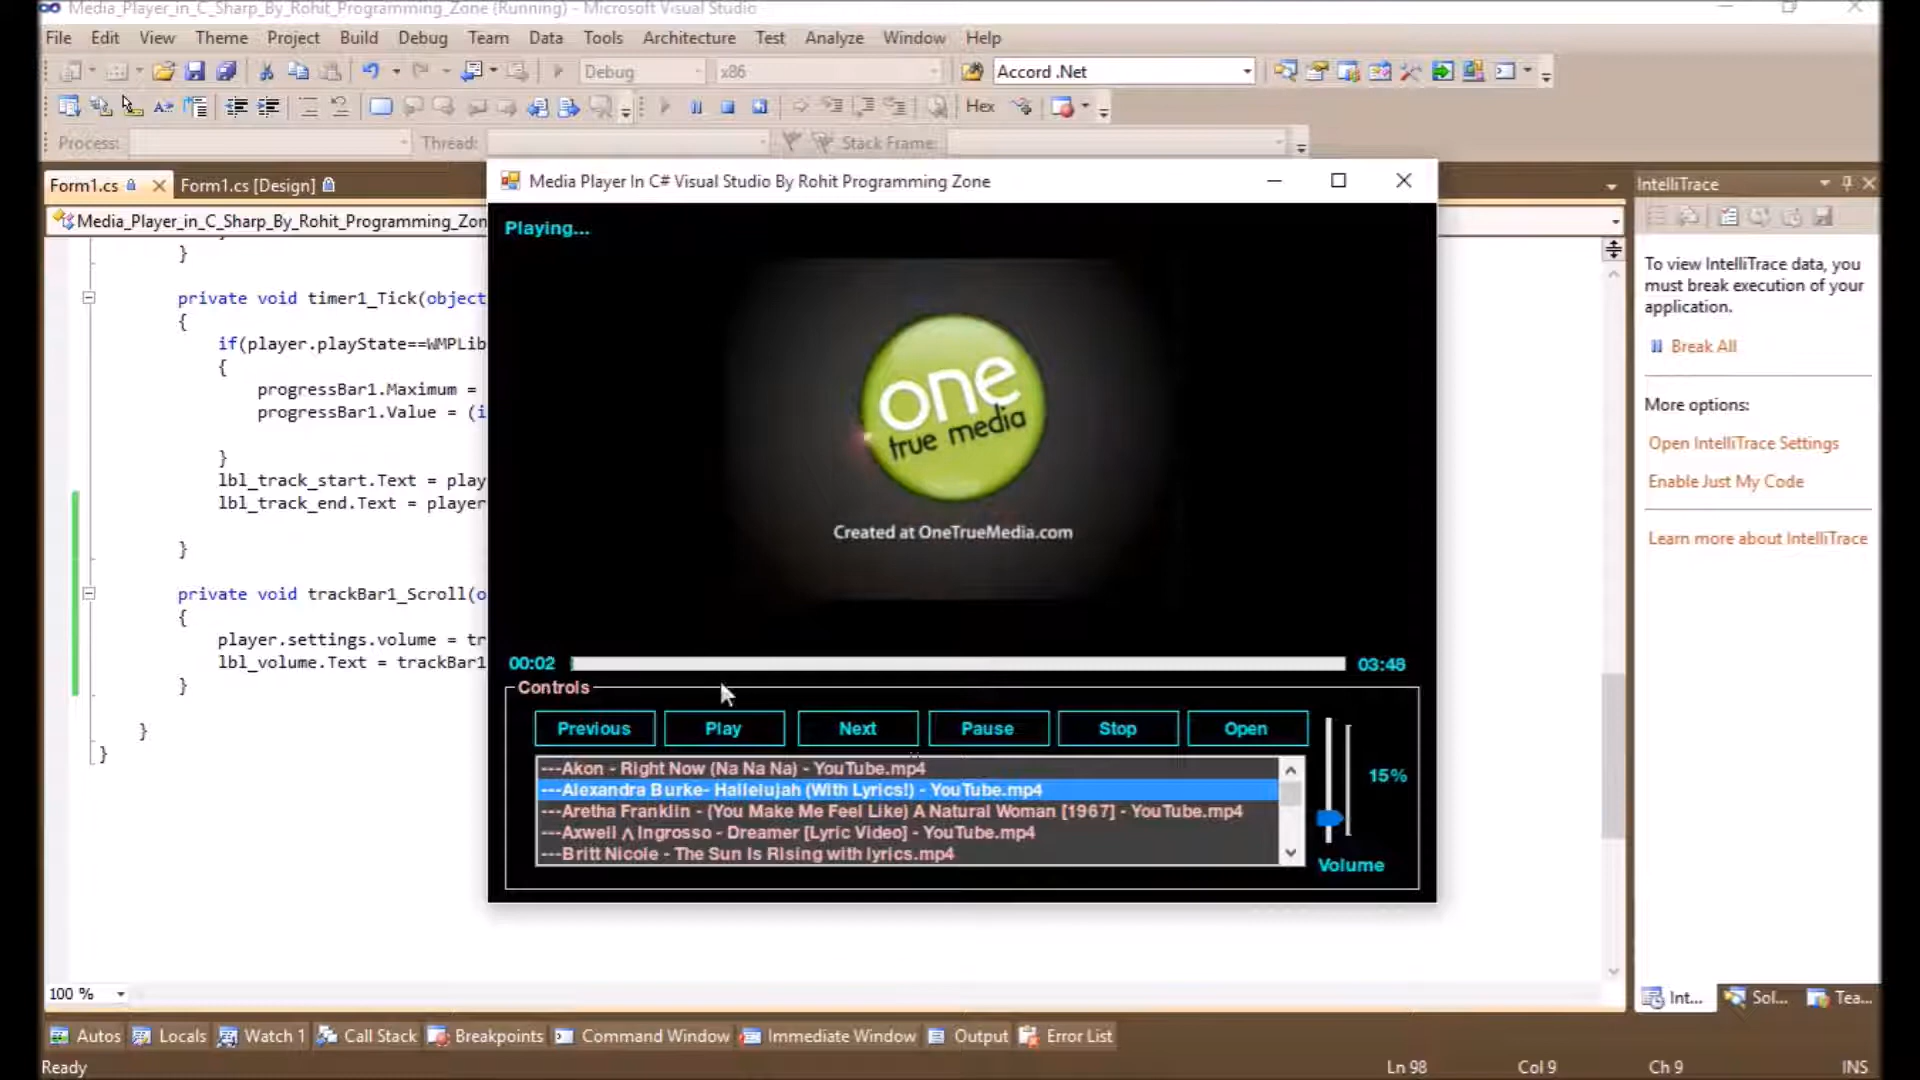 Media_Player_in_C_Sharp_By_Rohit_Programming_Zone (Running) - Microsoft Visual Studio
File Edit View Theme Project Build Debug Team Data Tools Architecture Test Analyze Window Help
Debug x86 Accord .Net
Hex
Process: Thread: Stack Frame:
Form1.cs Form1.cs [Design]
Media_Player_in_C_Sharp_By_Rohit_Programming_Zon
}
private void timer1_Tick(object
{
if(player.playState==WMPLib
{
progressBar1.Maximum =
progressBar1.Value = (i
}
lbl_track_start.Text = play
lbl_track_end.Text = player
}
private void trackBar1_Scroll(o
{
player.settings.volume = tr
lbl_volume.Text = trackBar1
}
}
}
100 %
Media Player In C# Visual Studio By Rohit Programming Zone
Playing...
one
true media
Created at OneTrueMedia.com
00:02 03:48
Controls
Previous Play Next Pause Stop Open
---Akon - Right Now (Na Na Na) - YouTube.mp4
---Alexandra Burke- Hallelujah (With Lyrics!) - YouTube.mp4
---Aretha Franklin - (You Make Me Feel Like) A Natural Woman [1967] - YouTube.mp4
---Axwell Λ Ingrosso - Dreamer [Lyric Video] - YouTube.mp4
---Britt Nicole - The Sun Is Rising with lyrics.mp4
15%
Volume
IntelliTrace
To view IntelliTrace data, you
must break execution of your
application.
Break All
More options:
Open IntelliTrace Settings
Enable Just My Code
Learn more about IntelliTrace
Int... Sol... Tea...
Autos Locals Watch 1 Call Stack Breakpoints Command Window Immediate Window Output Error List
Ready Ln 98 Col 9 Ch 9 INS